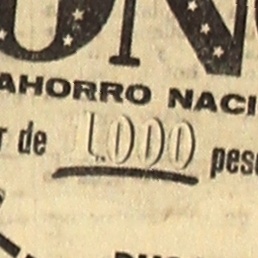 AHORRO NACI
r de 1.000 pes